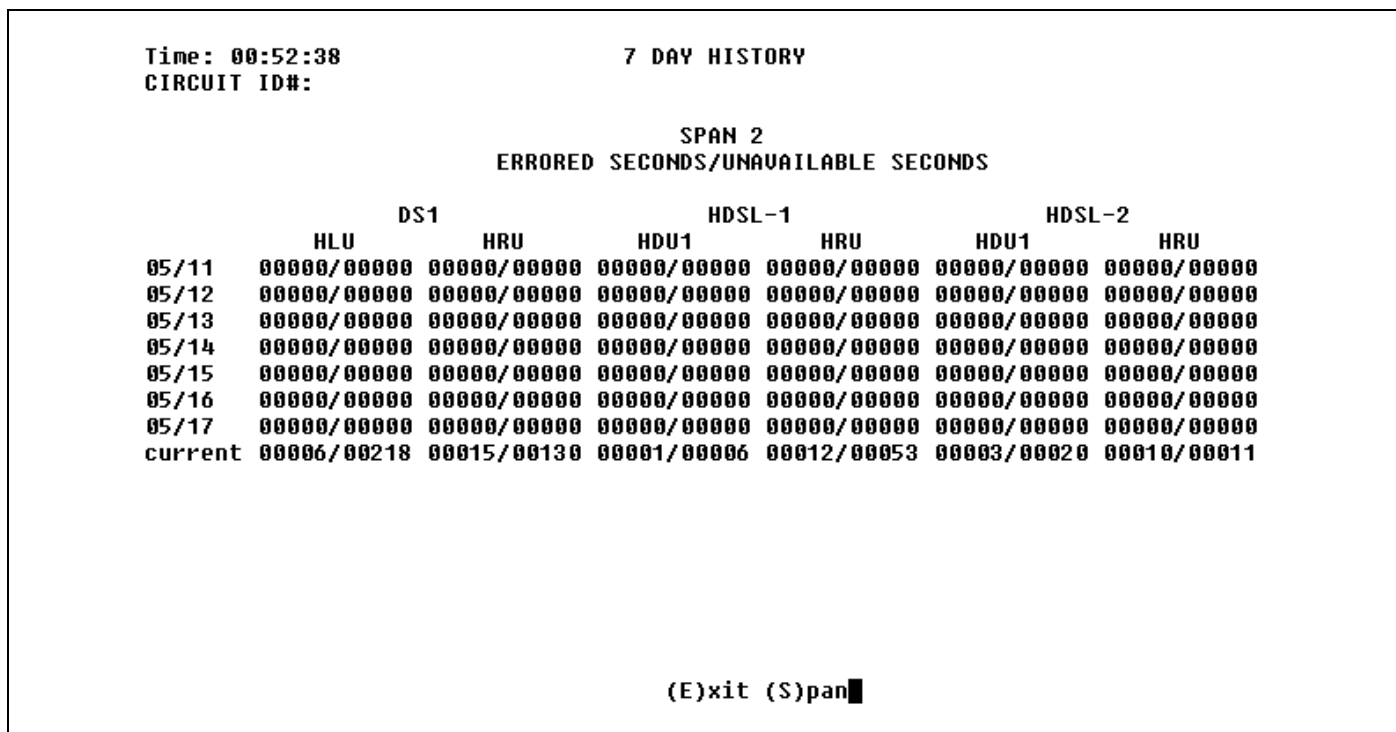 Time: 00:52:38 7 DAY HISTORY
CIRCUIT ID#:
SPAN 2
ERRORED SECONDS/UNAVAILABLE SECONDS
DS1 HDSL-1 HDSL-2
HLU HRU HDU1 HRU HDU1 HRU
05/11 00000/00000 00000/00000 00000/00000 00000/00000 00000/00000 00000/00000
05/12 00000/00000 00000/00000 00000/00000 00000/00000 00000/00000 00000/00000
05/13 00000/00000 00000/00000 00000/00000 00000/00000 00000/00000 00000/00000
05/14 00000/00000 00000/00000 00000/00000 00000/00000 00000/00000 00000/00000
05/15 00000/00000 00000/00000 00000/00000 00000/00000 00000/00000 00000/00000
05/16 00000/00000 00000/00000 00000/00000 00000/00000 00000/00000 00000/00000
05/17 00000/00000 00000/00000 00000/00000 00000/00000 00000/00000 00000/00000
current 00006/00218 00015/00130 00001/00006 00012/00053 00003/00020 00010/00011
(E)xit (S)pan